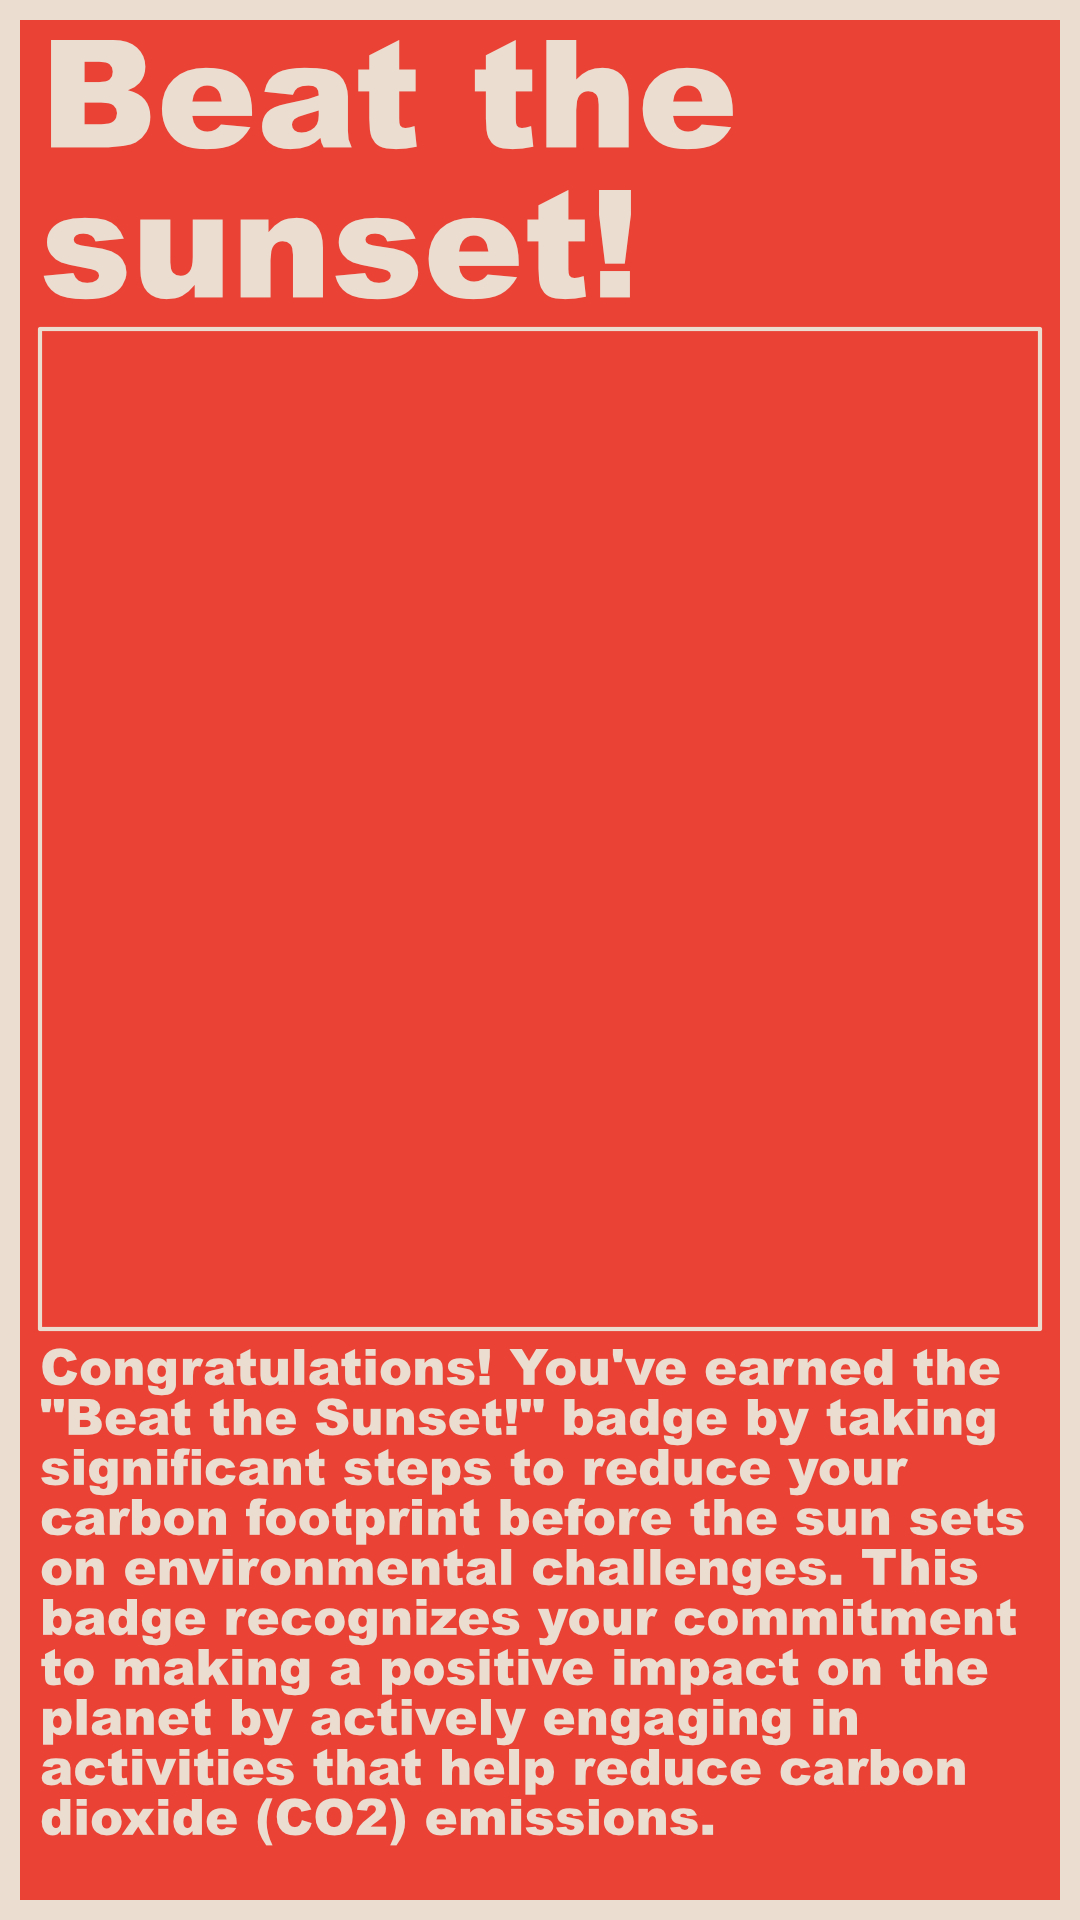 Beat the
sunset!
Congratulations! You've earned the
"Beat the Sunset!" badge by taking
significant steps to reduce your
carbon footprint before the sun sets
on environmental challenges. This
badge recognizes your commitment
to making a positive impact on the
planet by actively engaging in
activities that help reduce carbon
dioxide (CO2) emissions.